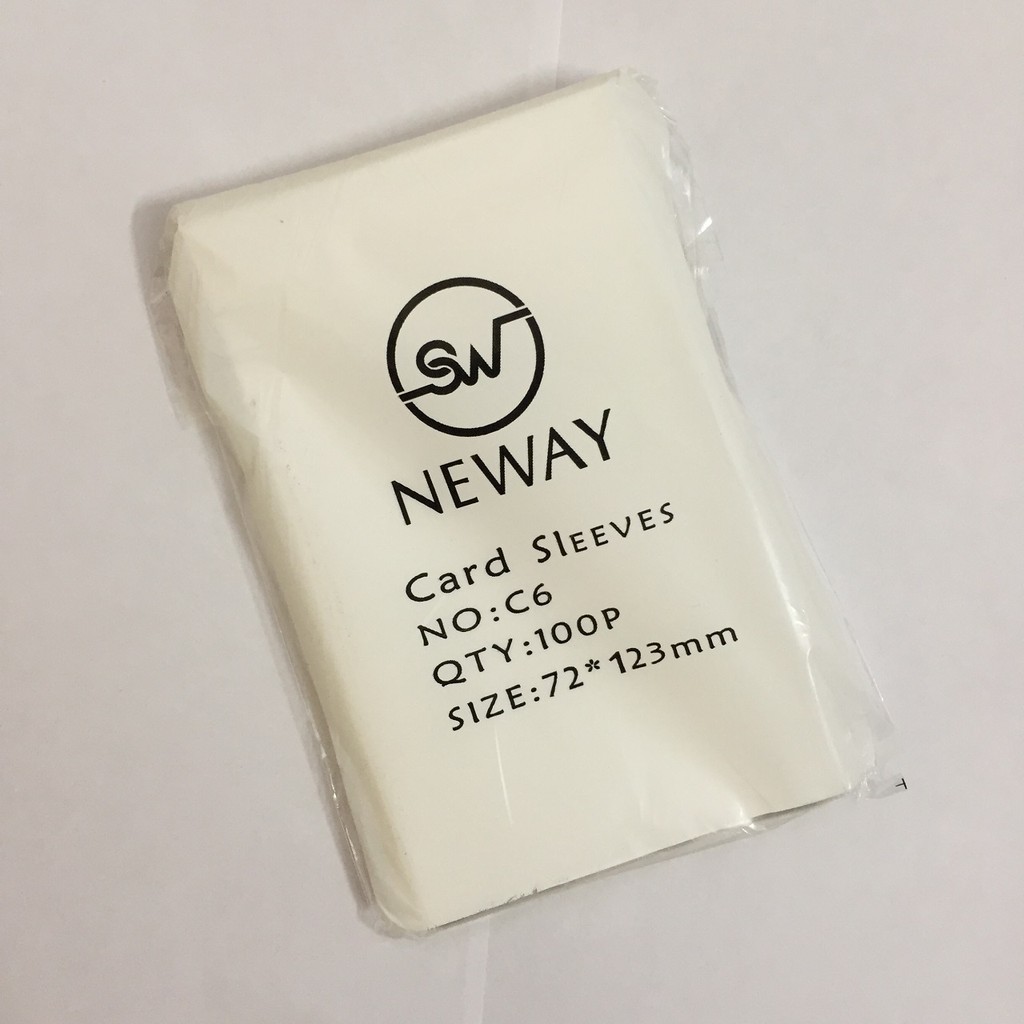 SW
NEWAY
Card SlEEVES
NO:C6
QTY:100P
SIZE:72*123mm